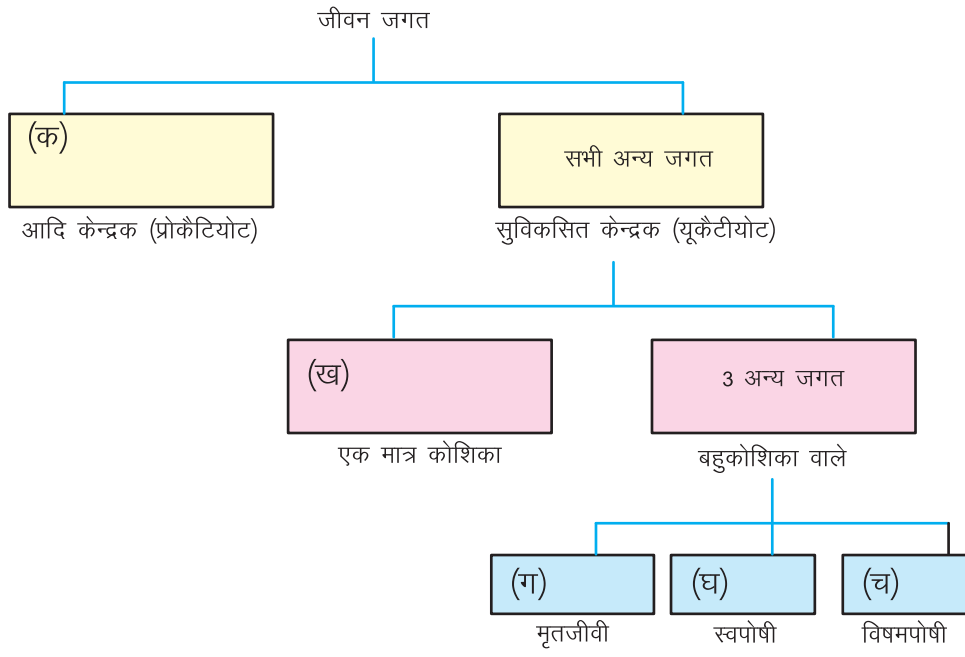 जीवन जगत
(क)
सभी अन्य जगत
आदि केन्द्रक (प्रोकैटियोट)
सुविकसित केन्द्रक (यूकैटीयोट)
(ख)
3 अन्य जगत
एक मात्र कोशिका
बहुकोशिका वाले
(ग)
(घ)
(च)
मृतजीवी
स्वपोषी
विषमपोषी